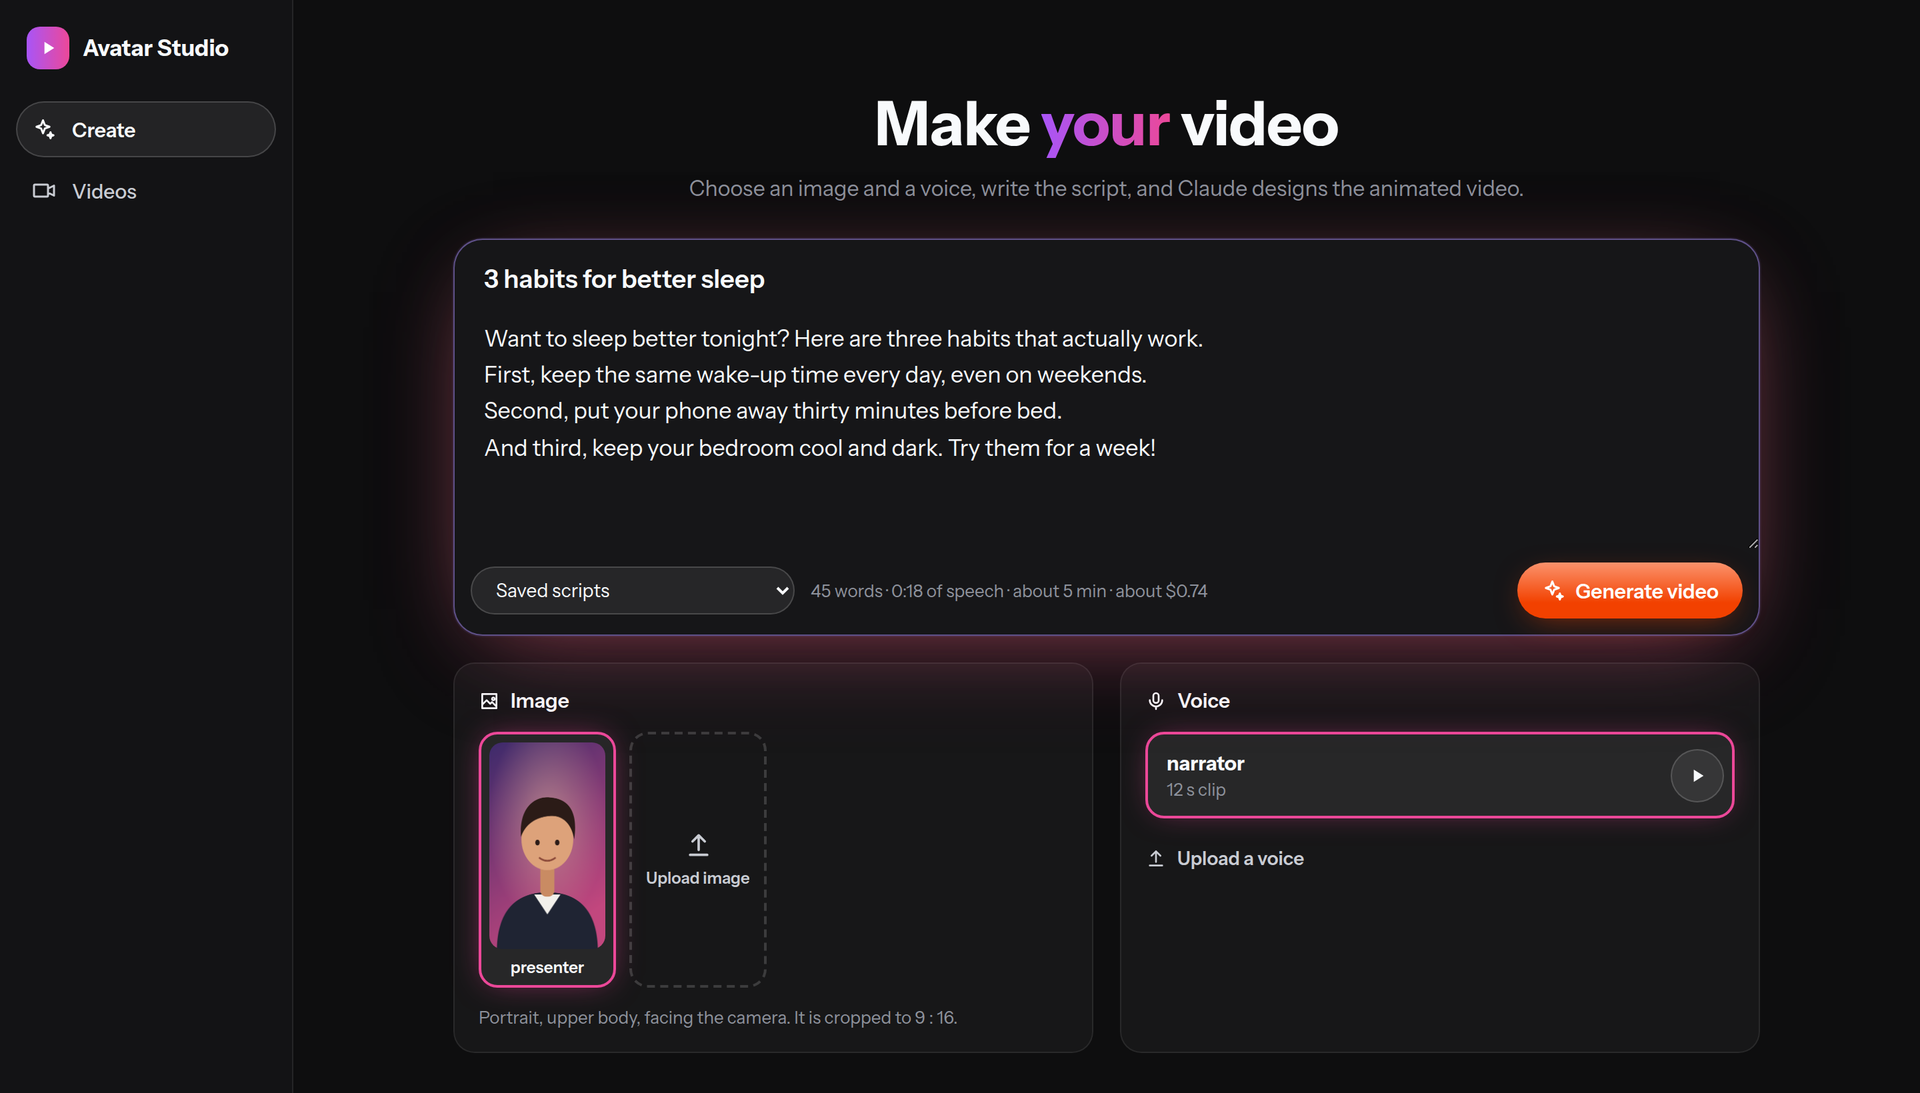 Avatar Studio
Create
Videos
Make your video
Choose an image and a voice, write the script, and Claude designs the animated video.
3 habits for better sleep
Want to sleep better tonight? Here are three habits that actually work.
First, keep the same wake-up time every day, even on weekends.
Second, put your phone away thirty minutes before bed.
And third, keep your bedroom cool and dark. Try them for a week!
Saved scripts
45 words · 0:18 of speech · about 5 min · about $0.74
Generate video
Image
presenter
Upload image
Portrait, upper body, facing the camera. It is cropped to 9 : 16.
Voice
narrator
12 s clip
Upload a voice